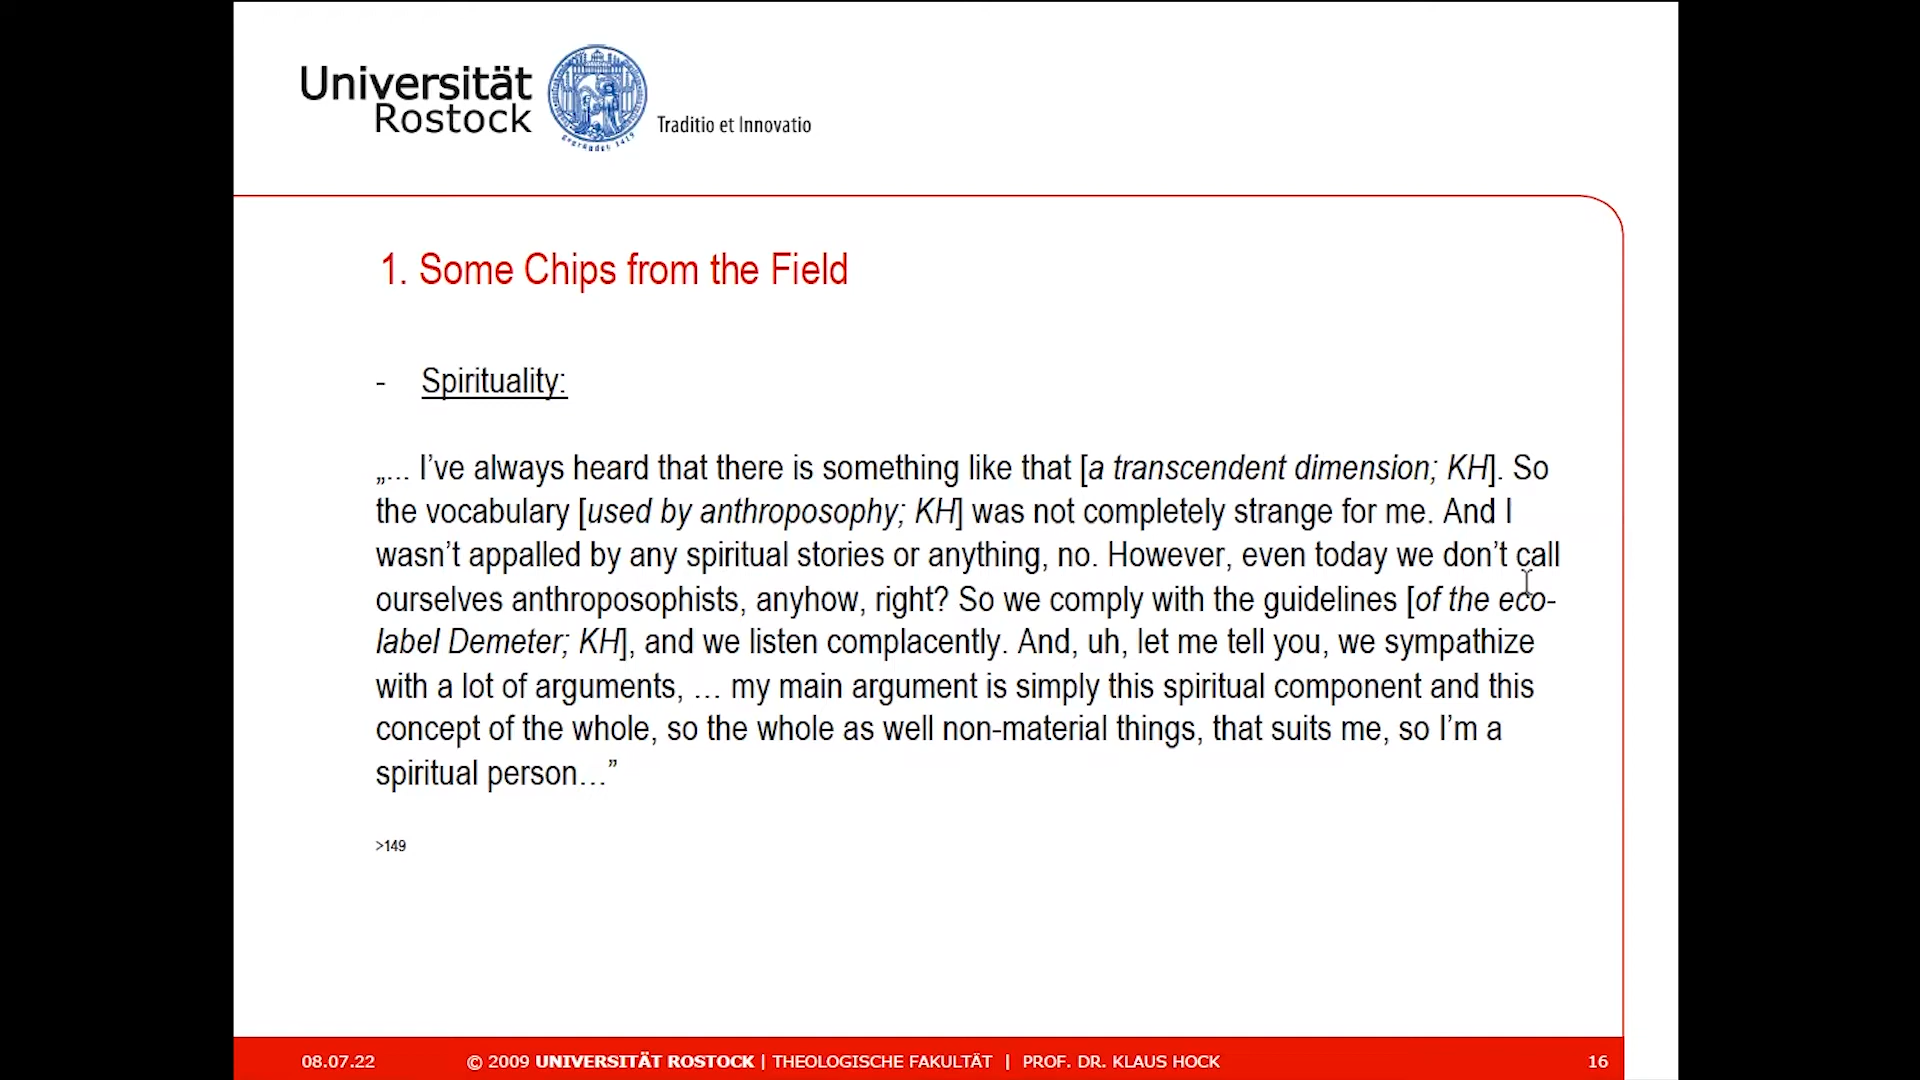 Universität
Rostock
Traditio et Innovatio
gegründet 1419
1. Some Chips from the Field
- Spirituality:
„... I’ve always heard that there is something like that [a transcendent dimension; KH]. So
the vocabulary [used by anthroposophy; KH] was not completely strange for me. And I
wasn’t appalled by any spiritual stories or anything, no. However, even today we don’t call
ourselves anthroposophists, anyhow, right? So we comply with the guidelines [of the eco-
label Demeter; KH], and we listen complacently. And, uh, let me tell you, we sympathize
with a lot of arguments, … my main argument is simply this spiritual component and this
concept of the whole, so the whole as well non-material things, that suits me, so I’m a
spiritual person…”
>149
08.07.22 © 2009 UNIVERSITÄT ROSTOCK | THEOLOGISCHE FAKULTÄT | PROF. DR. KLAUS HOCK 16